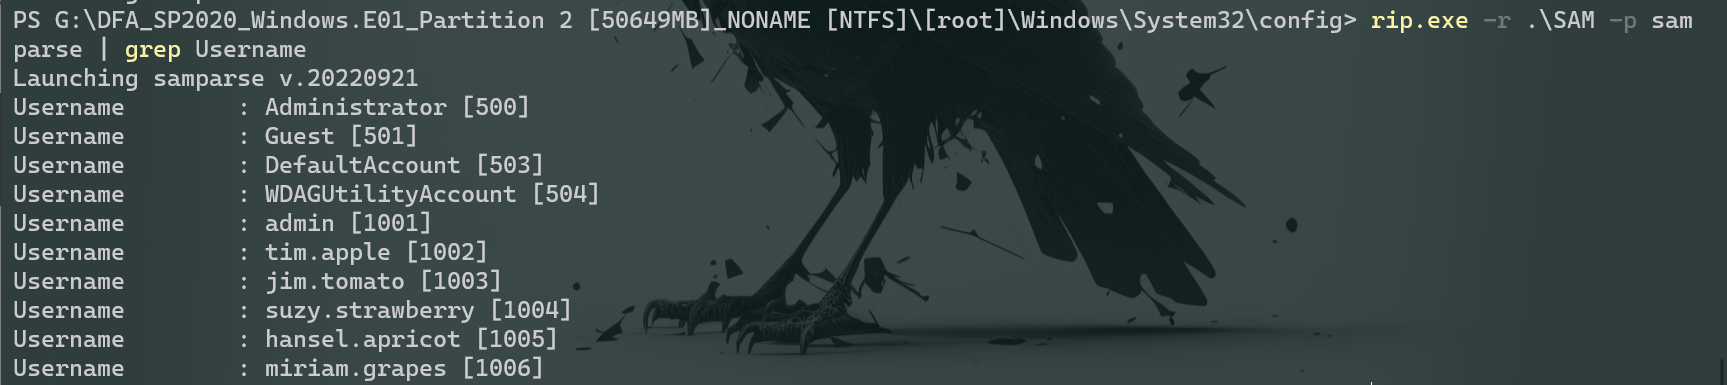 PS G:\DFA_SP2020_Windows.E01_Partition 2 [50649MB]_NONAME [NTFS]\[root]\Windows\System32\config> rip.exe -r .\SAM -p sam
parse | grep Username
Launching samparse v.20220921
Username        : Administrator [500]
Username        : Guest [501]
Username        : DefaultAccount [503]
Username        : WDAGUtilityAccount [504]
Username        : admin [1001]
Username        : tim.apple [1002]
Username        : jim.tomato [1003]
Username        : suzy.strawberry [1004]
Username        : hansel.apricot [1005]
Username        : miriam.grapes [1006]